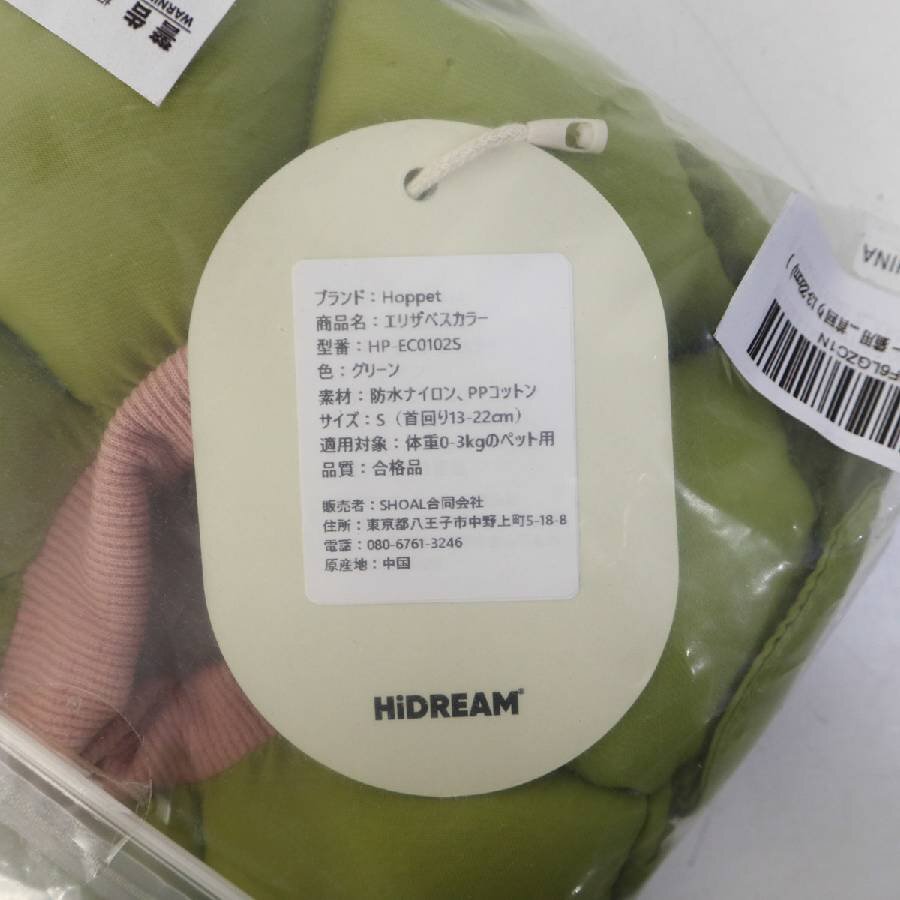 警告
WARNI
ブランド：Hoppet
商品名：エリザベスカラー
型番：HP-EC0102S
色：グリーン
素材：防水ナイロン、PPコットン
サイズ：S（首回り13-22cm）
適用対象：体重0-3kgのペット用
品質：合格品
販売者：SHOAL合同会社
住所：東京都八王子市中野上町5-18-8
電話：080-6761-3246
原産地：中国
HiDREAM
HINA
F6LGZC1N